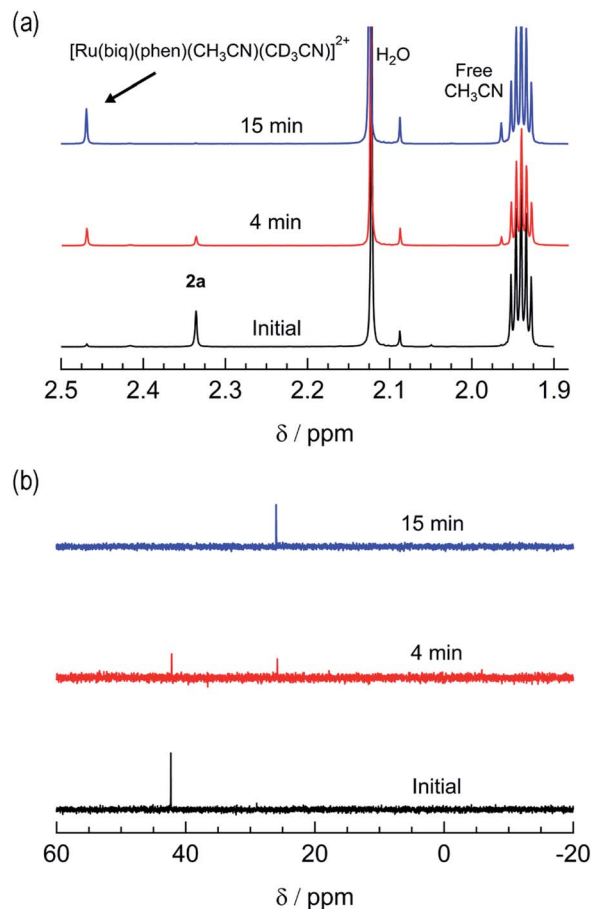 (a)
[Ru(biq)(phen)(CH₃CN)(CD₃CN)]²⁺
H₂O
Free
CH₃CN
15 min
4 min
2a
Initial
2.5 2.4 2.3 2.2 2.1 2.0 1.9
δ / ppm
(b)
15 min
4 min
Initial
60 40 20 0 -20
δ / ppm